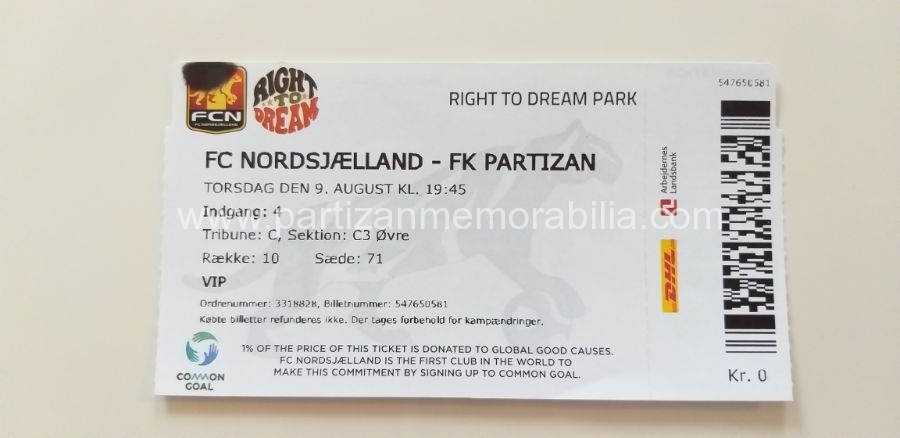 FCN
FC NORDSJÆLLAND
RIGHT
TO
DREAM
RIGHT TO DREAM PARK
547650581
FC NORDSJÆLLAND - FK PARTIZAN
TORSDAG DEN 9. AUGUST KL. 19:45
Indgang: 4
www.partizanmemorabilia.com
Tribune: C, Sektion: C3 Øvre
Række: 10 Sæde: 71
VIP
Ordrenummer: 3318828, Billetnummer: 547650581
Købte billetter refunderes ikke. Der tages forbehold for kampændringer.
COMMON
GOAL
1% OF THE PRICE OF THIS TICKET IS DONATED TO GLOBAL GOOD CAUSES.
FC NORDSJÆLLAND IS THE FIRST CLUB IN THE WORLD TO
MAKE THIS COMMITMENT BY SIGNING UP TO COMMON GOAL.
Arbejdernes
Landsbank
DHL
Kr. 0